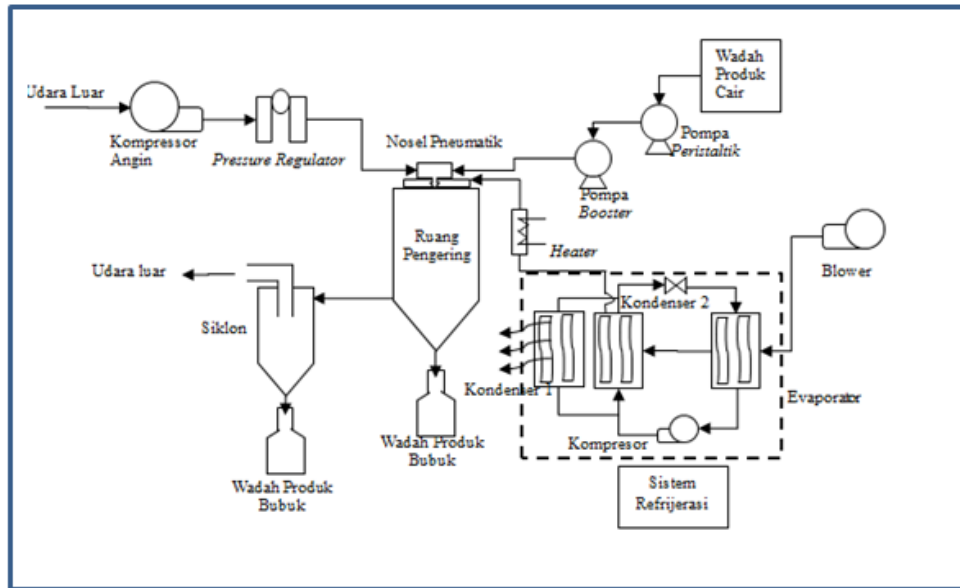 Wadah
Produk
Cair
Udara Luar
Kompressor
Angin
Pressure Regulator
Nosel Pneumatik
Pompa
Peristaltik
Pompa
Booster
Ruang
Pengering
Heater
Blower
Udara luar
Siklon
Kondenser 2
Kondenser 1
Evaporator
Kompresor
Wadah Produk
Bubuk
Wadah Produk
Bubuk
Sistem
Refrijerasi